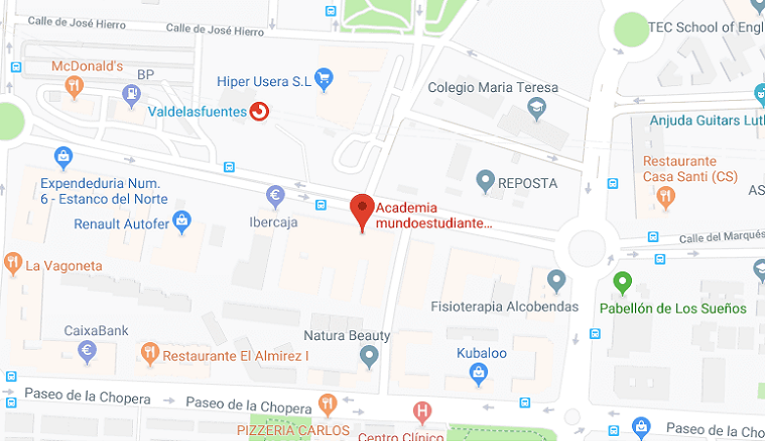 Calle de José Hierro
Calle de José Hierro
TEC School of Engl
McDonald's
BP
Hiper Usera S.L
Colegio Maria Teresa
Valdelasfuentes
Anjuda Guitars Luth
Restaurante
Casa Santi (CS)
Expendeduria Num.
6 - Estanco del Norte
REPOSTA
AS
Ibercaja
Academia
mundoestudiante...
Renault Autofer
Calle del Marqués
La Vagoneta
Fisioterapia Alcobendas
Pabellón de Los Sueños
CaixaBank
Natura Beauty
Restaurante El Almirez I
Kubaloo
Paseo de la Chopera
Paseo de la Chopera
PIZZERIA CARLOS
H
Centro Clínico
Paseo de la Chopera